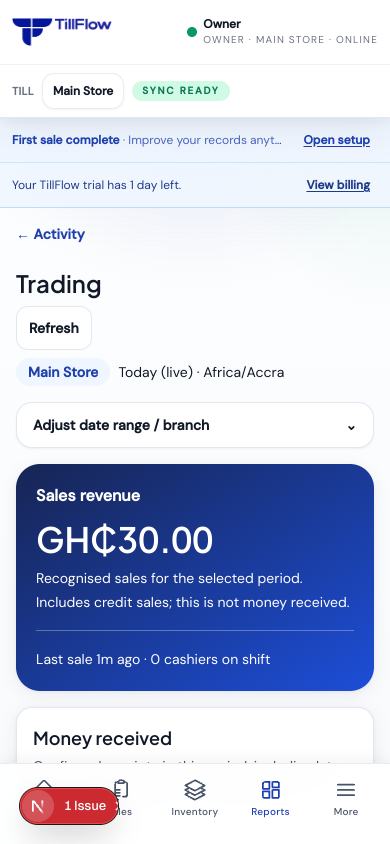 TillFlow
Owner
OWNER · MAIN STORE · ONLINE
TILL Main Store SYNC READY
First sale complete · Improve your records anyt... Open setup
Your TillFlow trial has 1 day left. View billing
← Activity
Trading
Refresh
Main Store Today (live) · Africa/Accra
Adjust date range / branch
Sales revenue
GH₵30.00
Recognised sales for the selected period.
Includes credit sales; this is not money received.
Last sale 1m ago · 0 cashiers on shift
Money received
Inventory Reports More
N 1 Issue